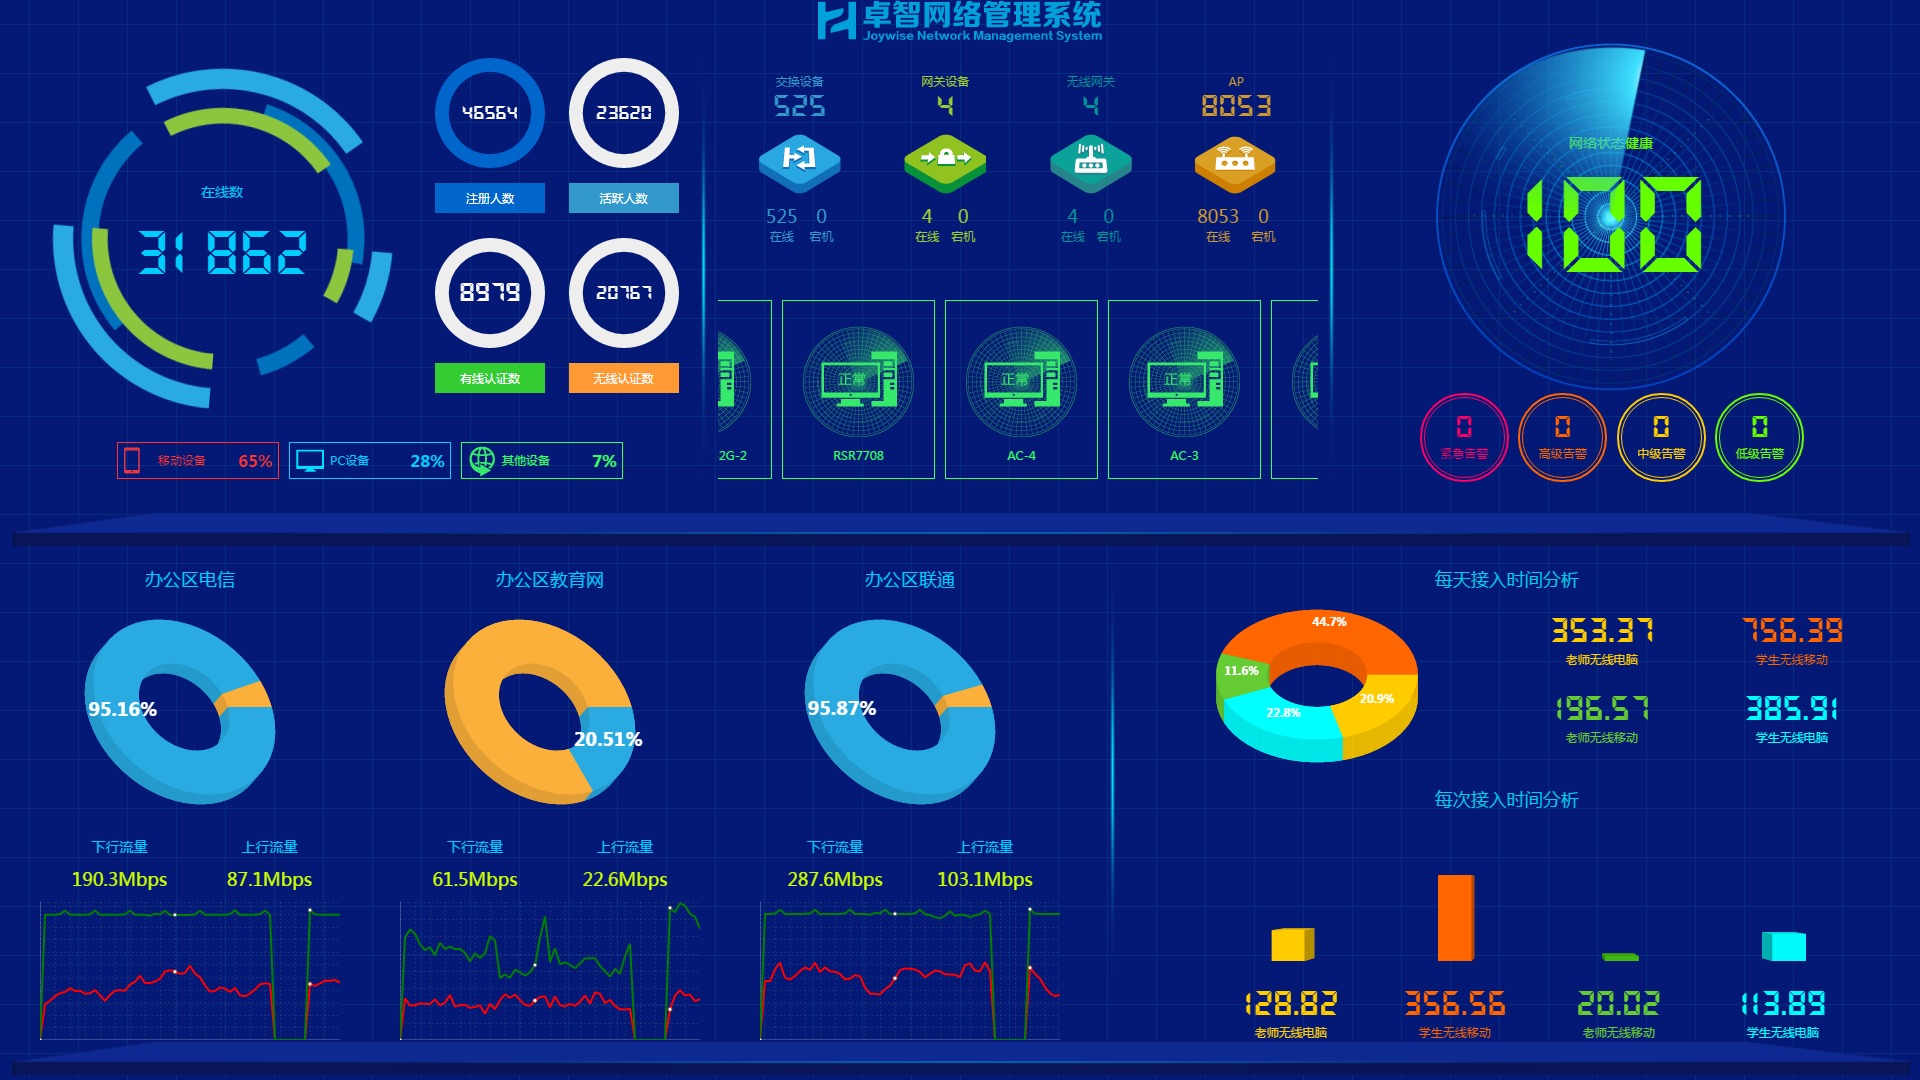 卓智网络管理系统
Joywise Network Management System
在线数
31862
46564
注册人数
23620
活跃人数
8979
有线认证数
20767
无线认证数
移动设备 65%
PC设备 28%
其他设备 7%
交换设备
525
525 0
在线 宕机
网关设备
4
4 0
在线 宕机
无线网关
4
4 0
在线 宕机
AP
8053
8053 0
在线 宕机
2G-2
正常
RSR7708
正常
AC-4
正常
AC-3
网络状态健康
100
0
紧急告警
0
高级告警
0
中级告警
0
低级告警
办公区电信
95.16%
下行流量 上行流量
190.3Mbps 87.1Mbps
办公区教育网
20.51%
下行流量 上行流量
61.5Mbps 22.6Mbps
办公区联通
95.87%
下行流量 上行流量
287.6Mbps 103.1Mbps
每天接入时间分析
44.7%
11.6%
20.9%
22.8%
353.37
老师无线电脑
756.39
学生无线移动
196.57
老师无线移动
385.91
学生无线电脑
每次接入时间分析
128.82
老师无线电脑
356.56
学生无线移动
20.02
老师无线移动
113.89
学生无线电脑